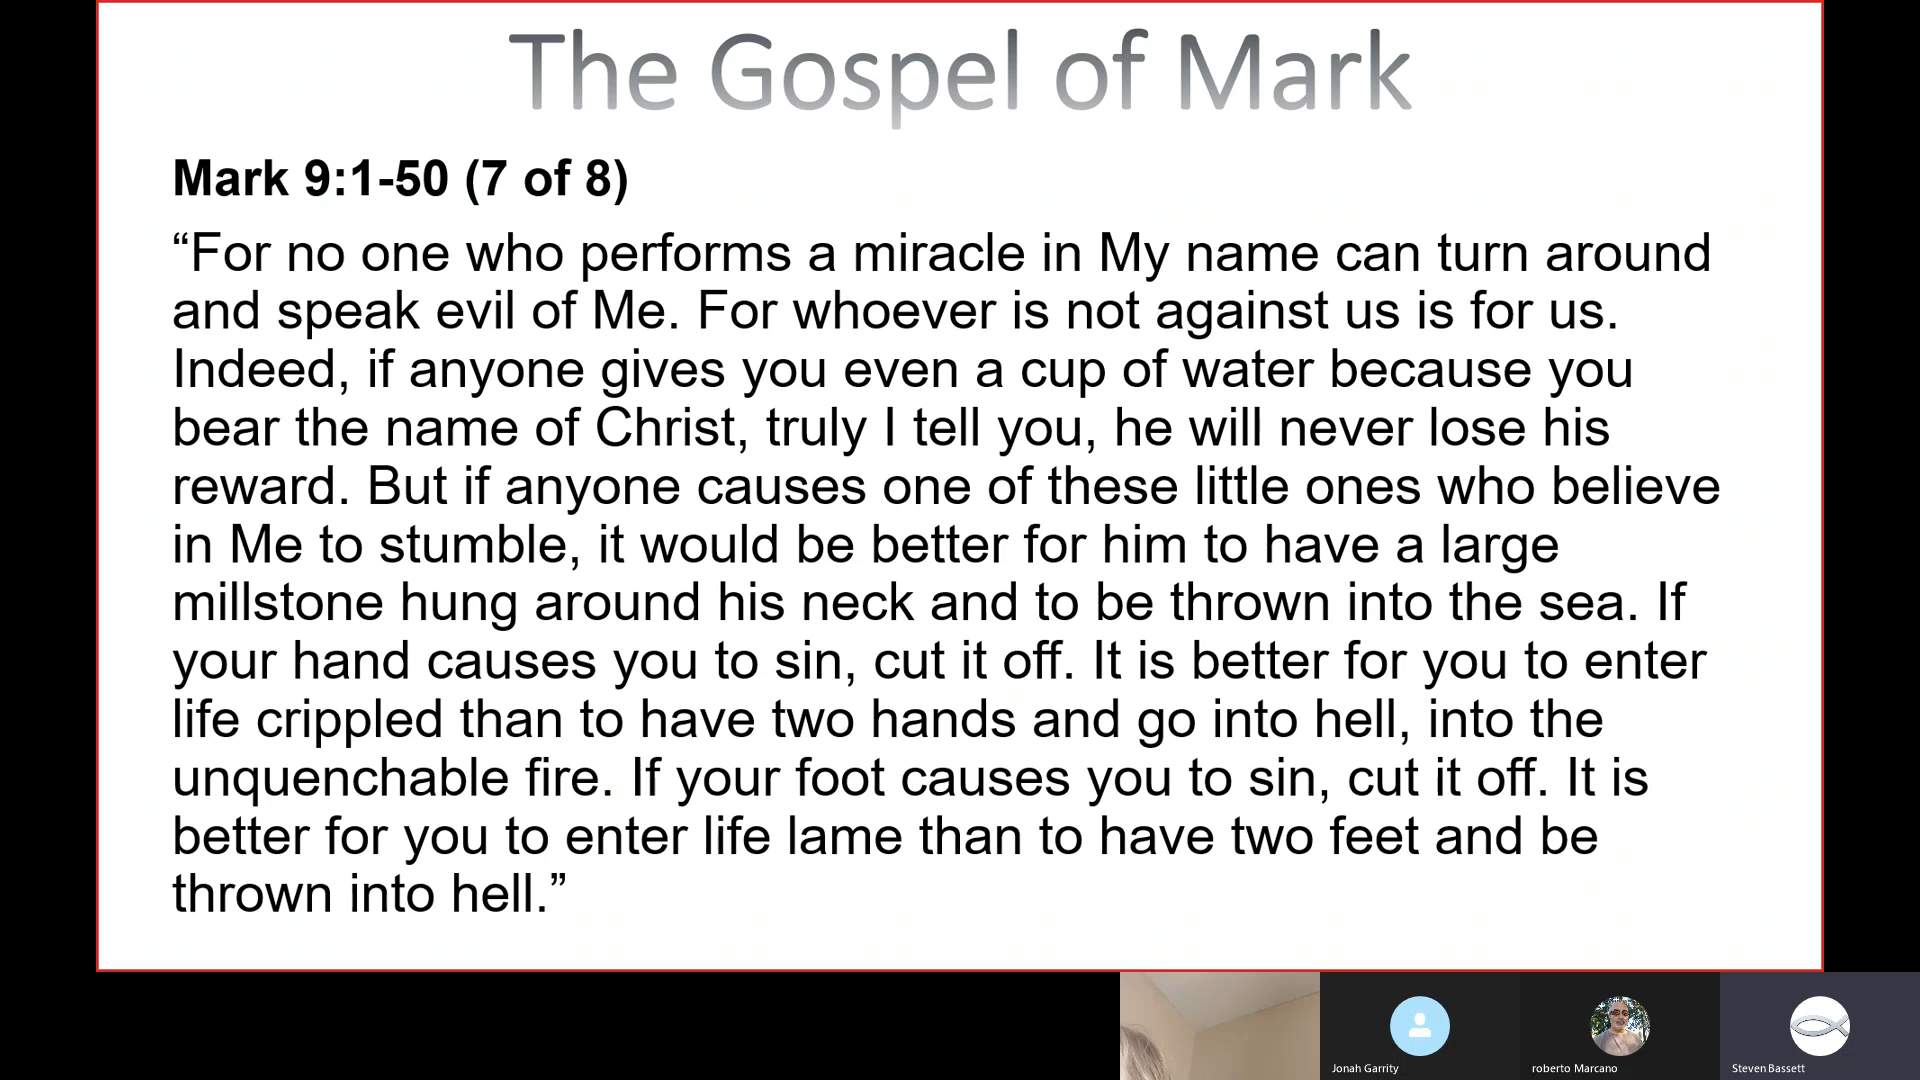 The Gospel of Mark
Mark 9:1-50 (7 of 8)
“For no one who performs a miracle in My name can turn around
and speak evil of Me. For whoever is not against us is for us.
Indeed, if anyone gives you even a cup of water because you
bear the name of Christ, truly I tell you, he will never lose his
reward. But if anyone causes one of these little ones who believe
in Me to stumble, it would be better for him to have a large
millstone hung around his neck and to be thrown into the sea. If
your hand causes you to sin, cut it off. It is better for you to enter
life crippled than to have two hands and go into hell, into the
unquenchable fire. If your foot causes you to sin, cut it off. It is
better for you to enter life lame than to have two feet and be
thrown into hell.”
Jonah Garrity
roberto Marcano
Steven Bassett